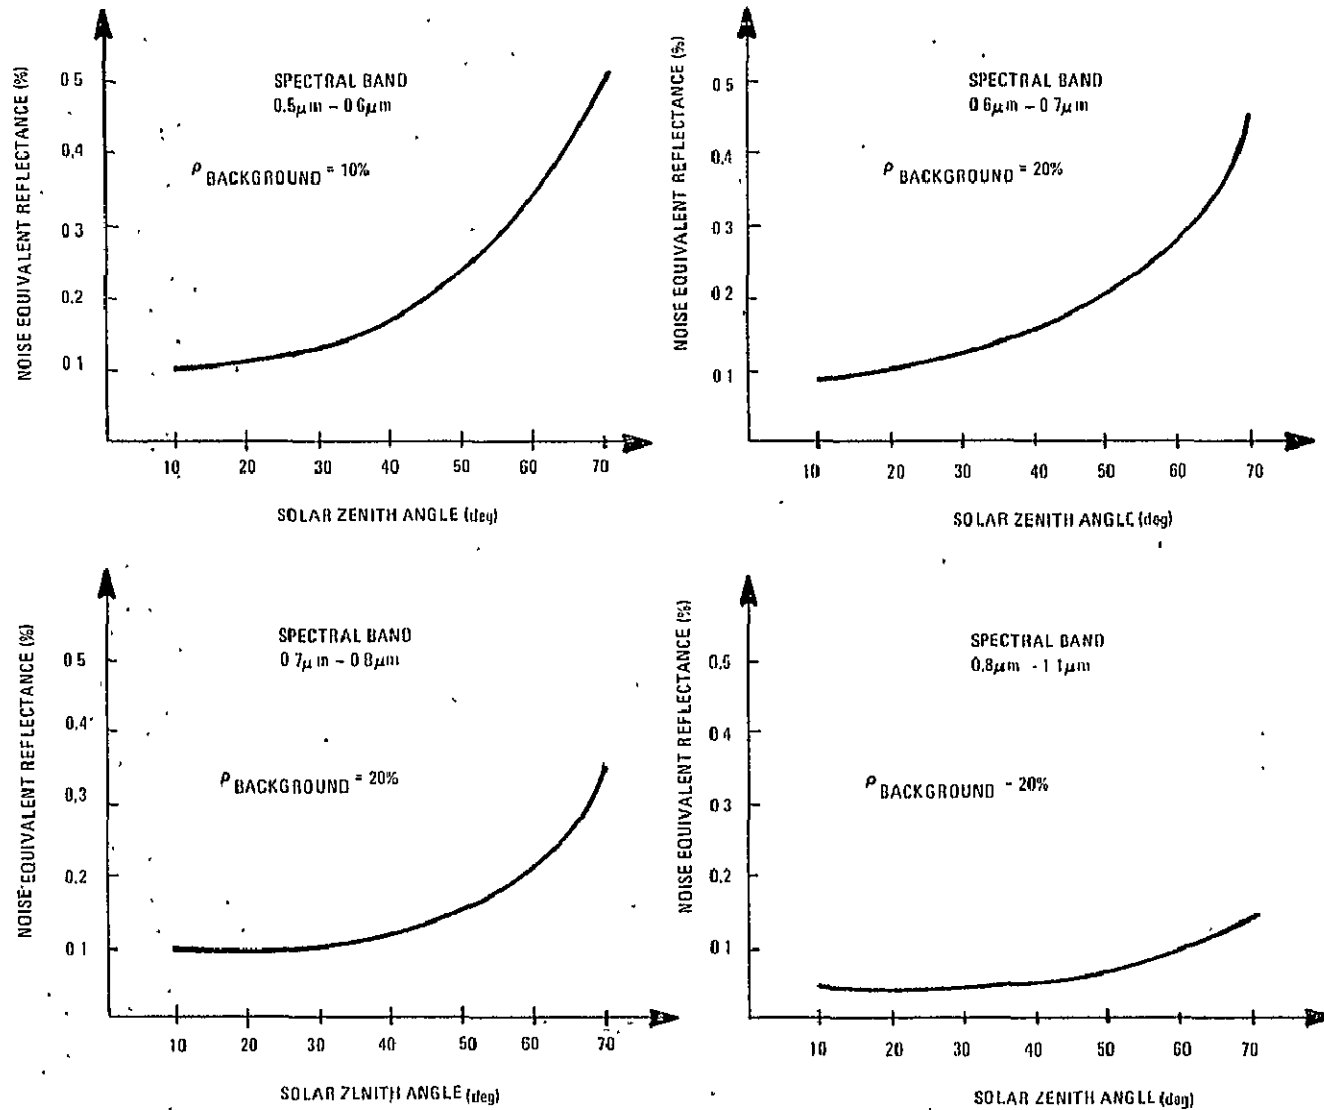 NOISE EQUIVALENT REFLECTANCE (%)
0 5
0,4
0 3
0.2
0 1
SPECTRAL BAND
0.5μm – 0 6μm
ρ BACKGROUND = 10%
10 20 30 40 50 60 70
SOLAR ZENITH ANGLE (deg)
NOISE EQUIVALENT REFLECTANCE (%)
0.5
0.4
0.3
0.2
0.1
SPECTRAL BAND
0 6μm – 0 7μm
ρ BACKGROUND = 20%
10 20 30 40 50 60 70
SOLAR ZENITH ANGLE (deg)
NOISE EQUIVALENT REFLECTANCE (%)
0 5
0,4
0,3
0.2
0 1
SPECTRAL BAND
0 7μm – 0 8μm
ρ BACKGROUND = 20%
10 20 30 40 50 60 70
SOLAR ZENITH ANGLE (deg)
NOISE EQUIVALENT REFLECTANCE (%)
0.5
0 4
0 3
0.2
0 1
SPECTRAL BAND
0.8μm - 1 1μm
ρ BACKGROUND - 20%
10 20 30 40 50 60 70
SOLAR ZENITH ANGLE (deg)